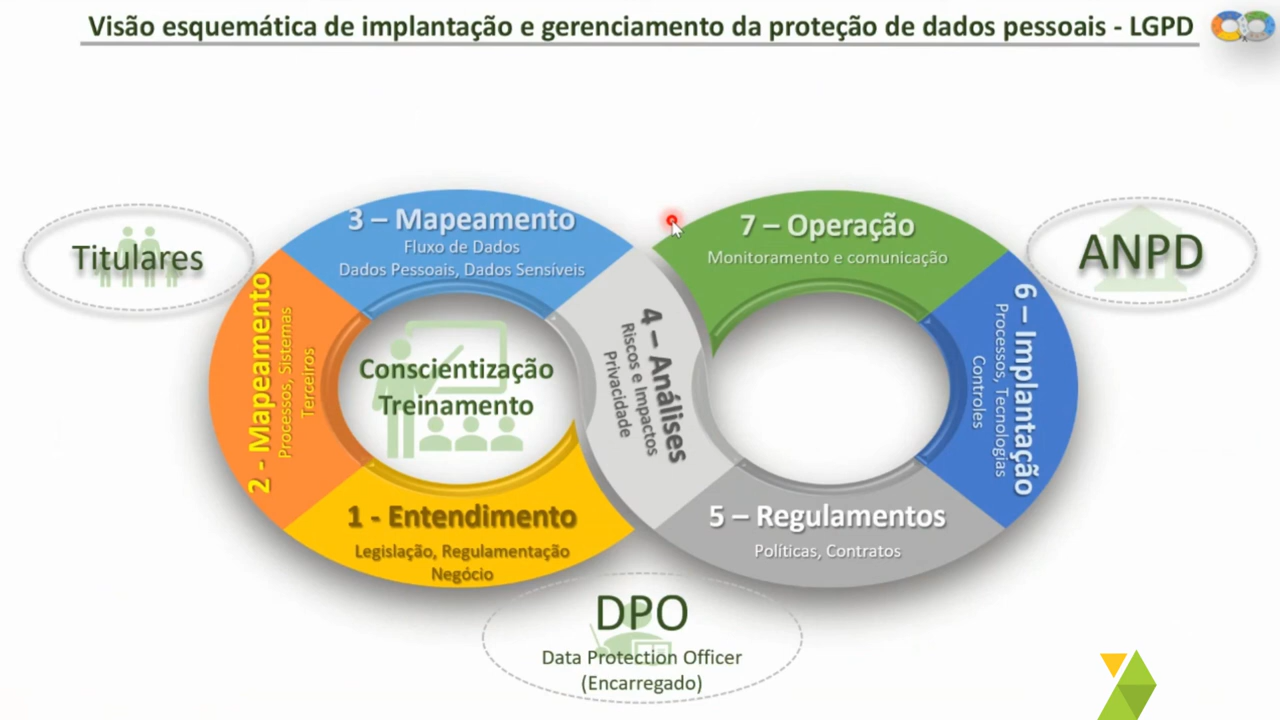 Visão esquemática de implantação e gerenciamento da proteção de dados pessoais - LGPD
Titulares
3 – Mapeamento
Fluxo de Dados
Dados Pessoais, Dados Sensíveis
7 – Operação
Monitoramento e comunicação
ANPD
2 - Mapeamento
Processos, Sistemas
Terceiros
Conscientização
Treinamento
4 – Análises
Riscos e Impactos
Privacidade
6 – Implantação
Processos, Tecnologias
Controles
1 - Entendimento
Legislação, Regulamentação
Negócio
5 – Regulamentos
Políticas, Contratos
DPO
Data Protection Officer
(Encarregado)